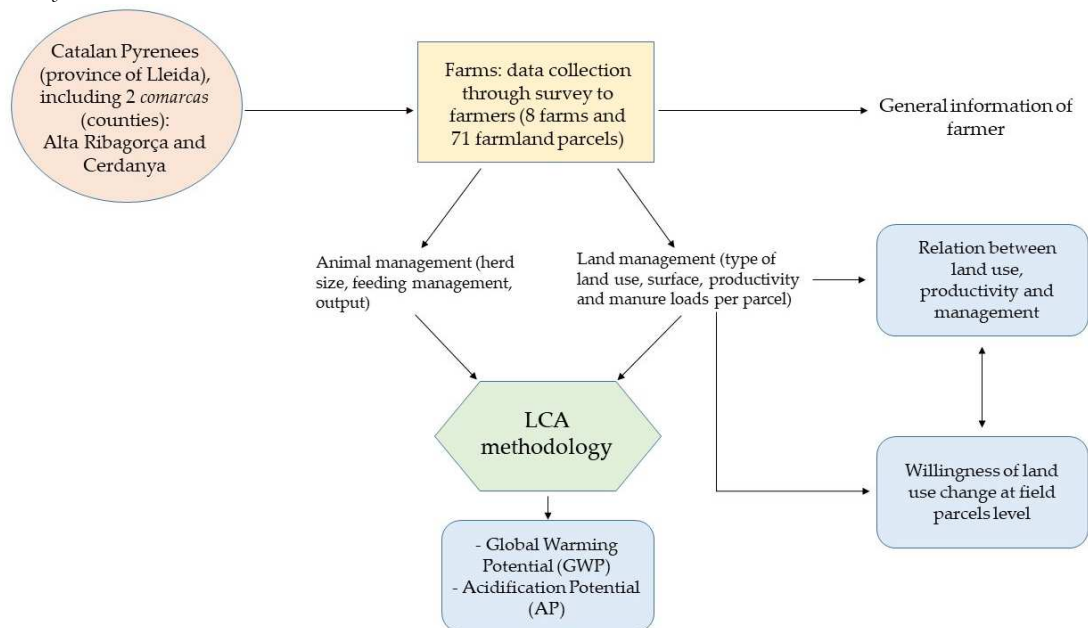 Catalan Pyrenees
(province of Lleida),
including 2 comarcas
(counties):
Alta Ribagorça and
Cerdanya
Farms: data collection
through survey to
farmers (8 farms and
71 farmland parcels)
General information of
farmer
Animal management (herd
size, feeding management,
output)
Land management (type of
land use, surface, productivity
and manure loads per parcel)
Relation between
land use,
productivity and
management
LCA
methodology
Willingness of land
use change at field
parcels level
- Global Warming
Potential (GWP)
- Acidification Potential
(AP)